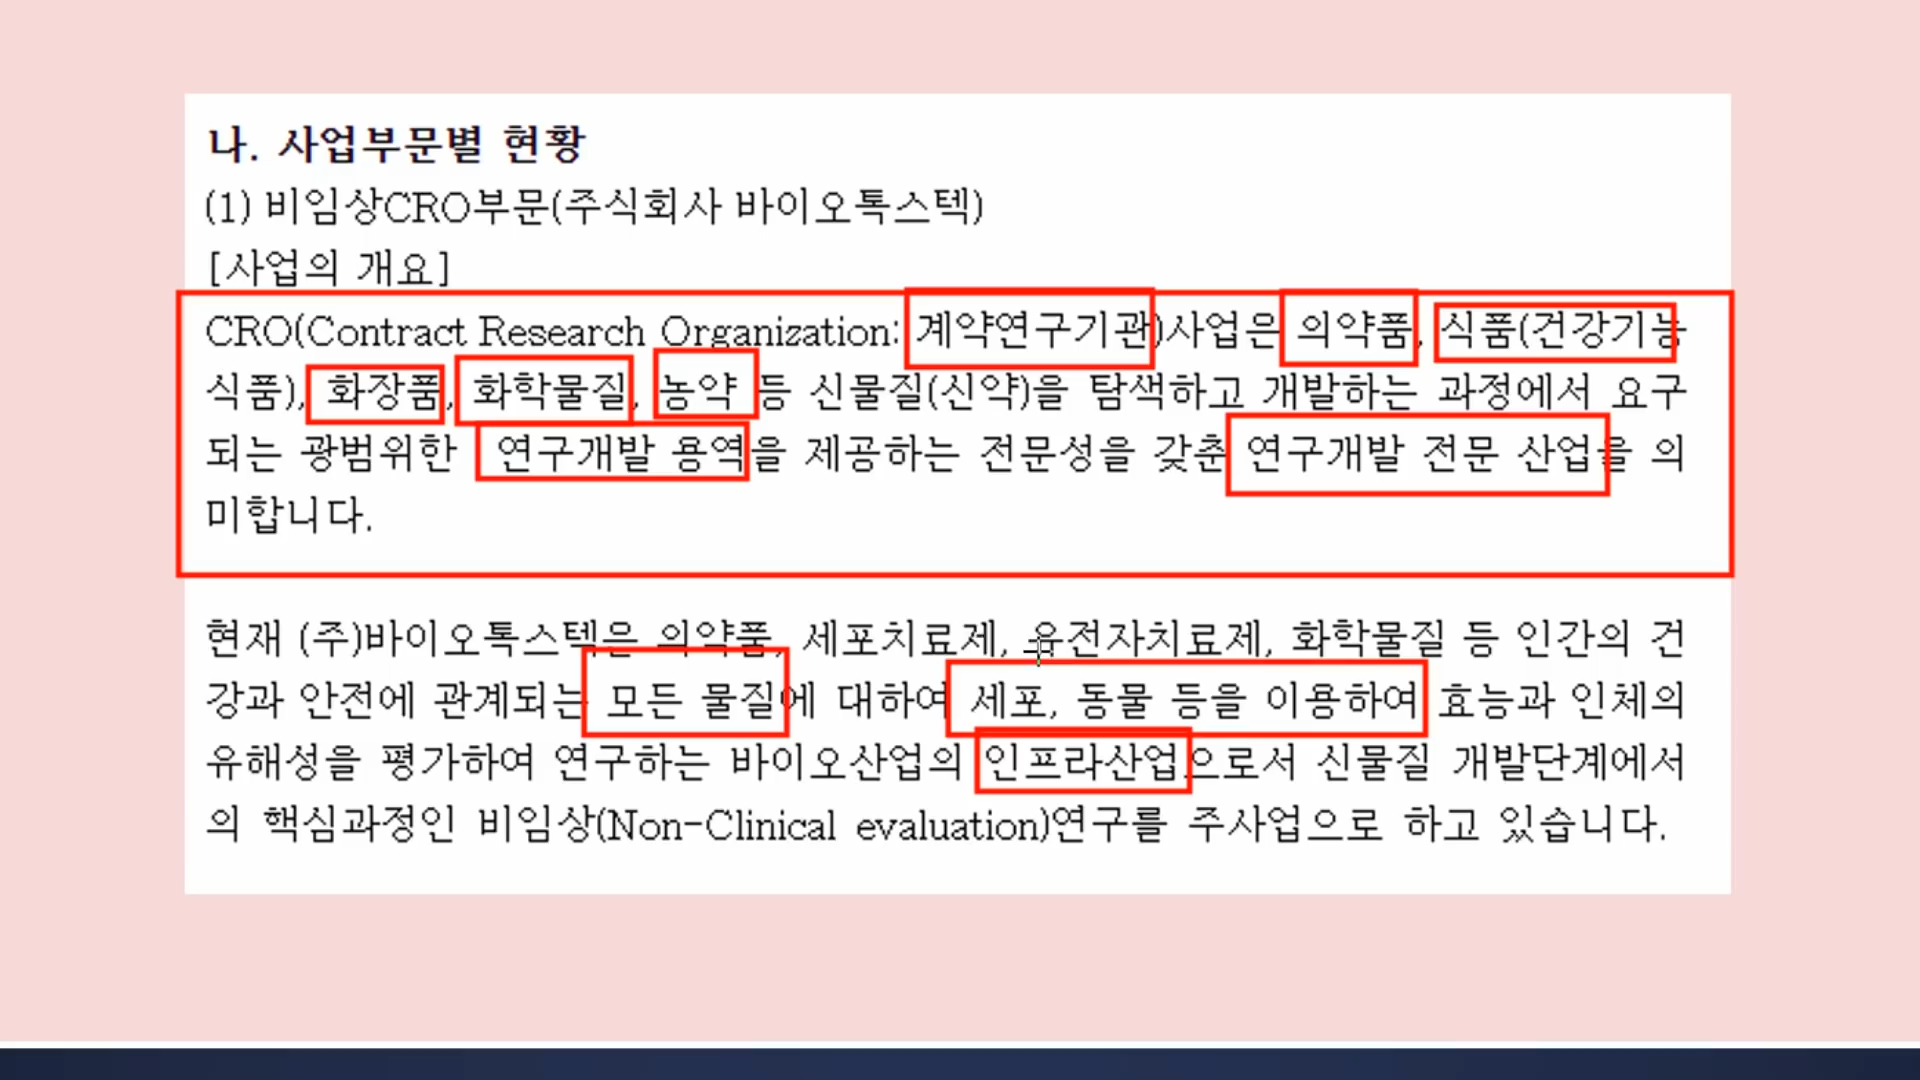 나. 사업부문별 현황
(1) 비임상CRO부문(주식회사 바이오톡스텍)
[사업의 개요]
CRO(Contract Research Organization: 계약연구기관)사업은 의약품, 식품(건강기능
식품), 화장품, 화학물질, 농약 등 신물질(신약)을 탐색하고 개발하는 과정에서 요구
되는 광범위한 연구개발 용역을 제공하는 전문성을 갖춘 연구개발 전문 산업을 의
미합니다.
현재 (주)바이오톡스텍은 의약품, 세포치료제, 유전자치료제, 화학물질 등 인간의 건
강과 안전에 관계되는 모든 물질에 대하여 세포, 동물 등을 이용하여 효능과 인체의
유해성을 평가하여 연구하는 바이오산업의 인프라산업으로서 신물질 개발단계에서
의 핵심과정인 비임상(Non-Clinical evaluation)연구를 주사업으로 하고 있습니다.